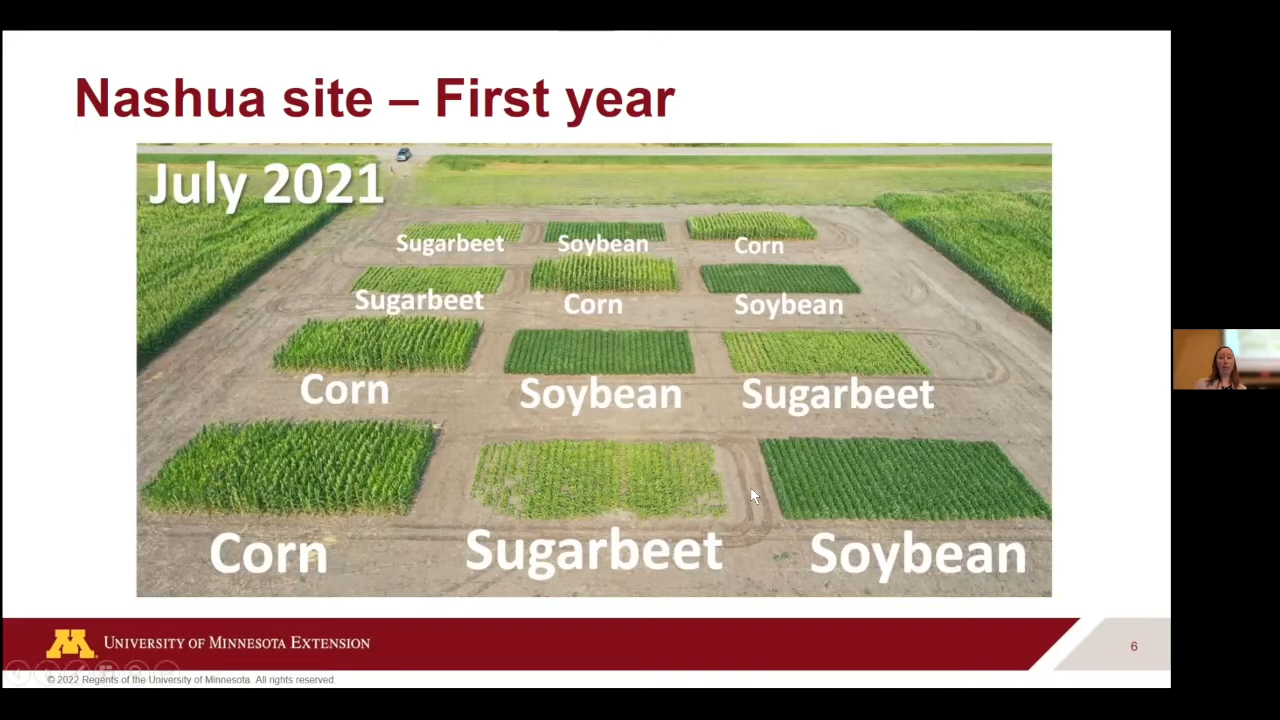 Nashua site – First year
July 2021
Sugarbeet Soybean Corn
Sugarbeet Corn Soybean
Corn Soybean Sugarbeet
Corn Sugarbeet Soybean
UNIVERSITY OF MINNESOTA EXTENSION
6
© 2022 Regents of the University of Minnesota. All rights reserved